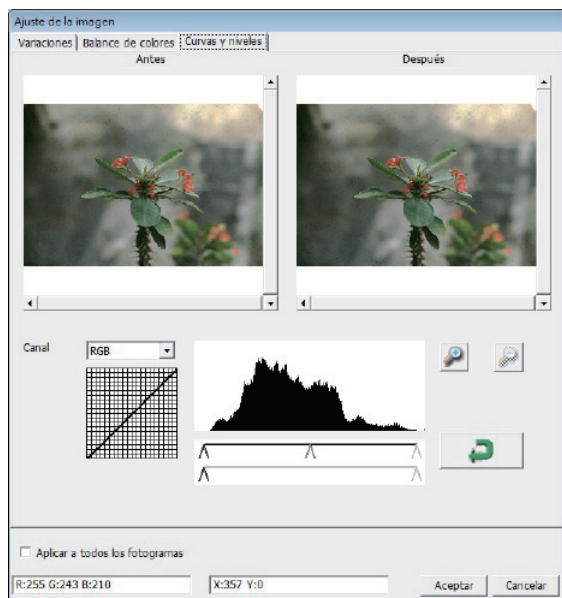 Ajuste de la imagen
Variaciones Balance de colores Curvas y niveles
Antes Después
Canal RGB
Aplicar a todos los fotogramas
R:255 G:243 B:210 X:357 Y:0 Aceptar Cancelar